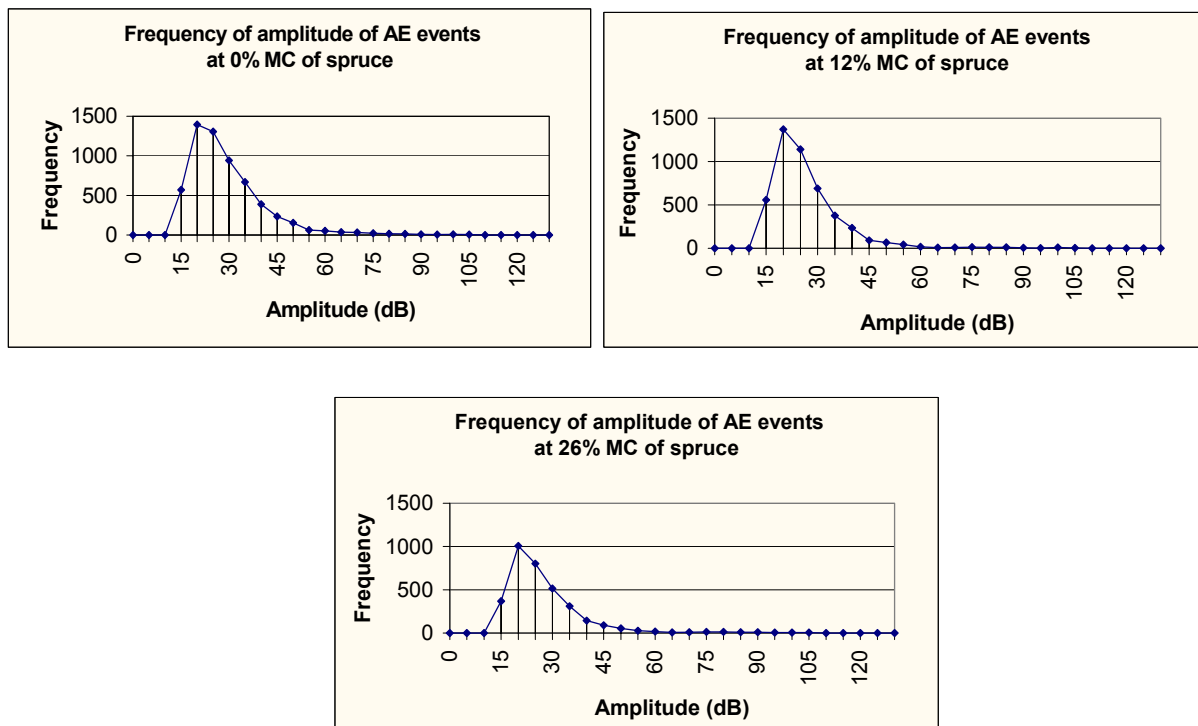 Frequency of amplitude of AE events
at 0% MC of spruce
1500
1000
500
0
Frequency
0 15 30 45 60 75 90 105 120
Amplitude (dB)
Frequency of amplitude of AE events
at 12% MC of spruce
1500
1000
500
0
Frequency
0 15 30 45 60 75 90 105 120
Amplitude (dB)
Frequency of amplitude of AE events
at 26% MC of spruce
1500
1000
500
0
Frequency
0 15 30 45 60 75 90 105 120
Amplitude (dB)